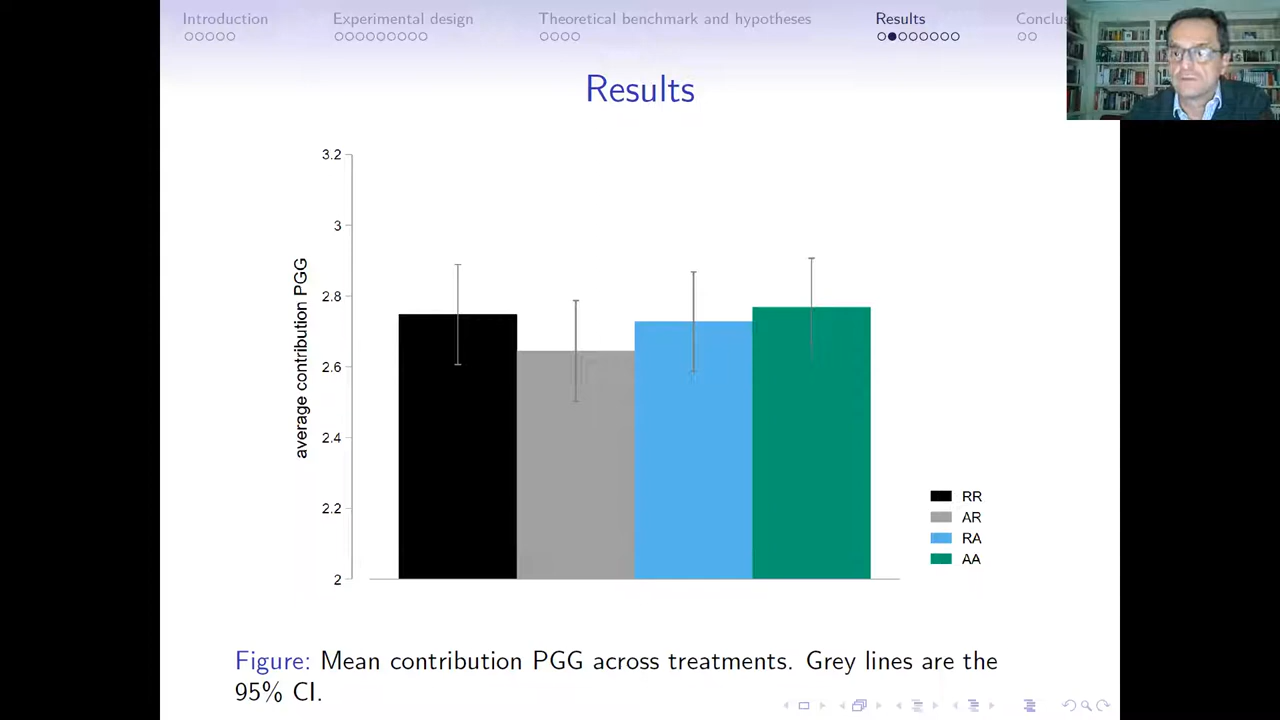 Introduction
Experimental design
Theoretical benchmark and hypotheses
Results
Conclus
Results
3.2
3
2.8
2.6
2.4
2.2
2
average contribution PGG
RR
AR
RA
AA
Figure: Mean contribution PGG across treatments. Grey lines are the
95% CI.